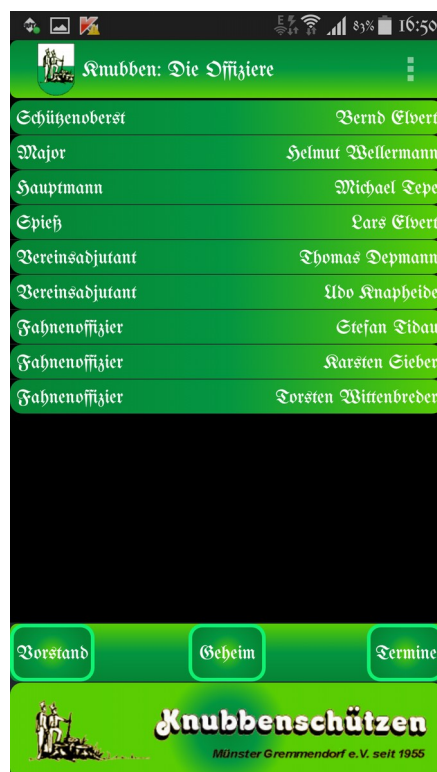 E 83% 16:50
Knubben: Die Offiziere
Schützenoberst Bernd Elvert
Major Helmut Wellermann
Hauptmann Michael Tepe
Spieß Lars Elvert
Vereinsadjutant Thomas Depmann
Vereinsadjutant Udo Knapheide
Fahnenoffizier Stefan Tidau
Fahnenoffizier Karsten Sieber
Fahnenoffizier Torsten Wittenbreder
Vorstand Geheim Termine
Knubbenschützen
Münster Gremmendorf e.V. seit 1955